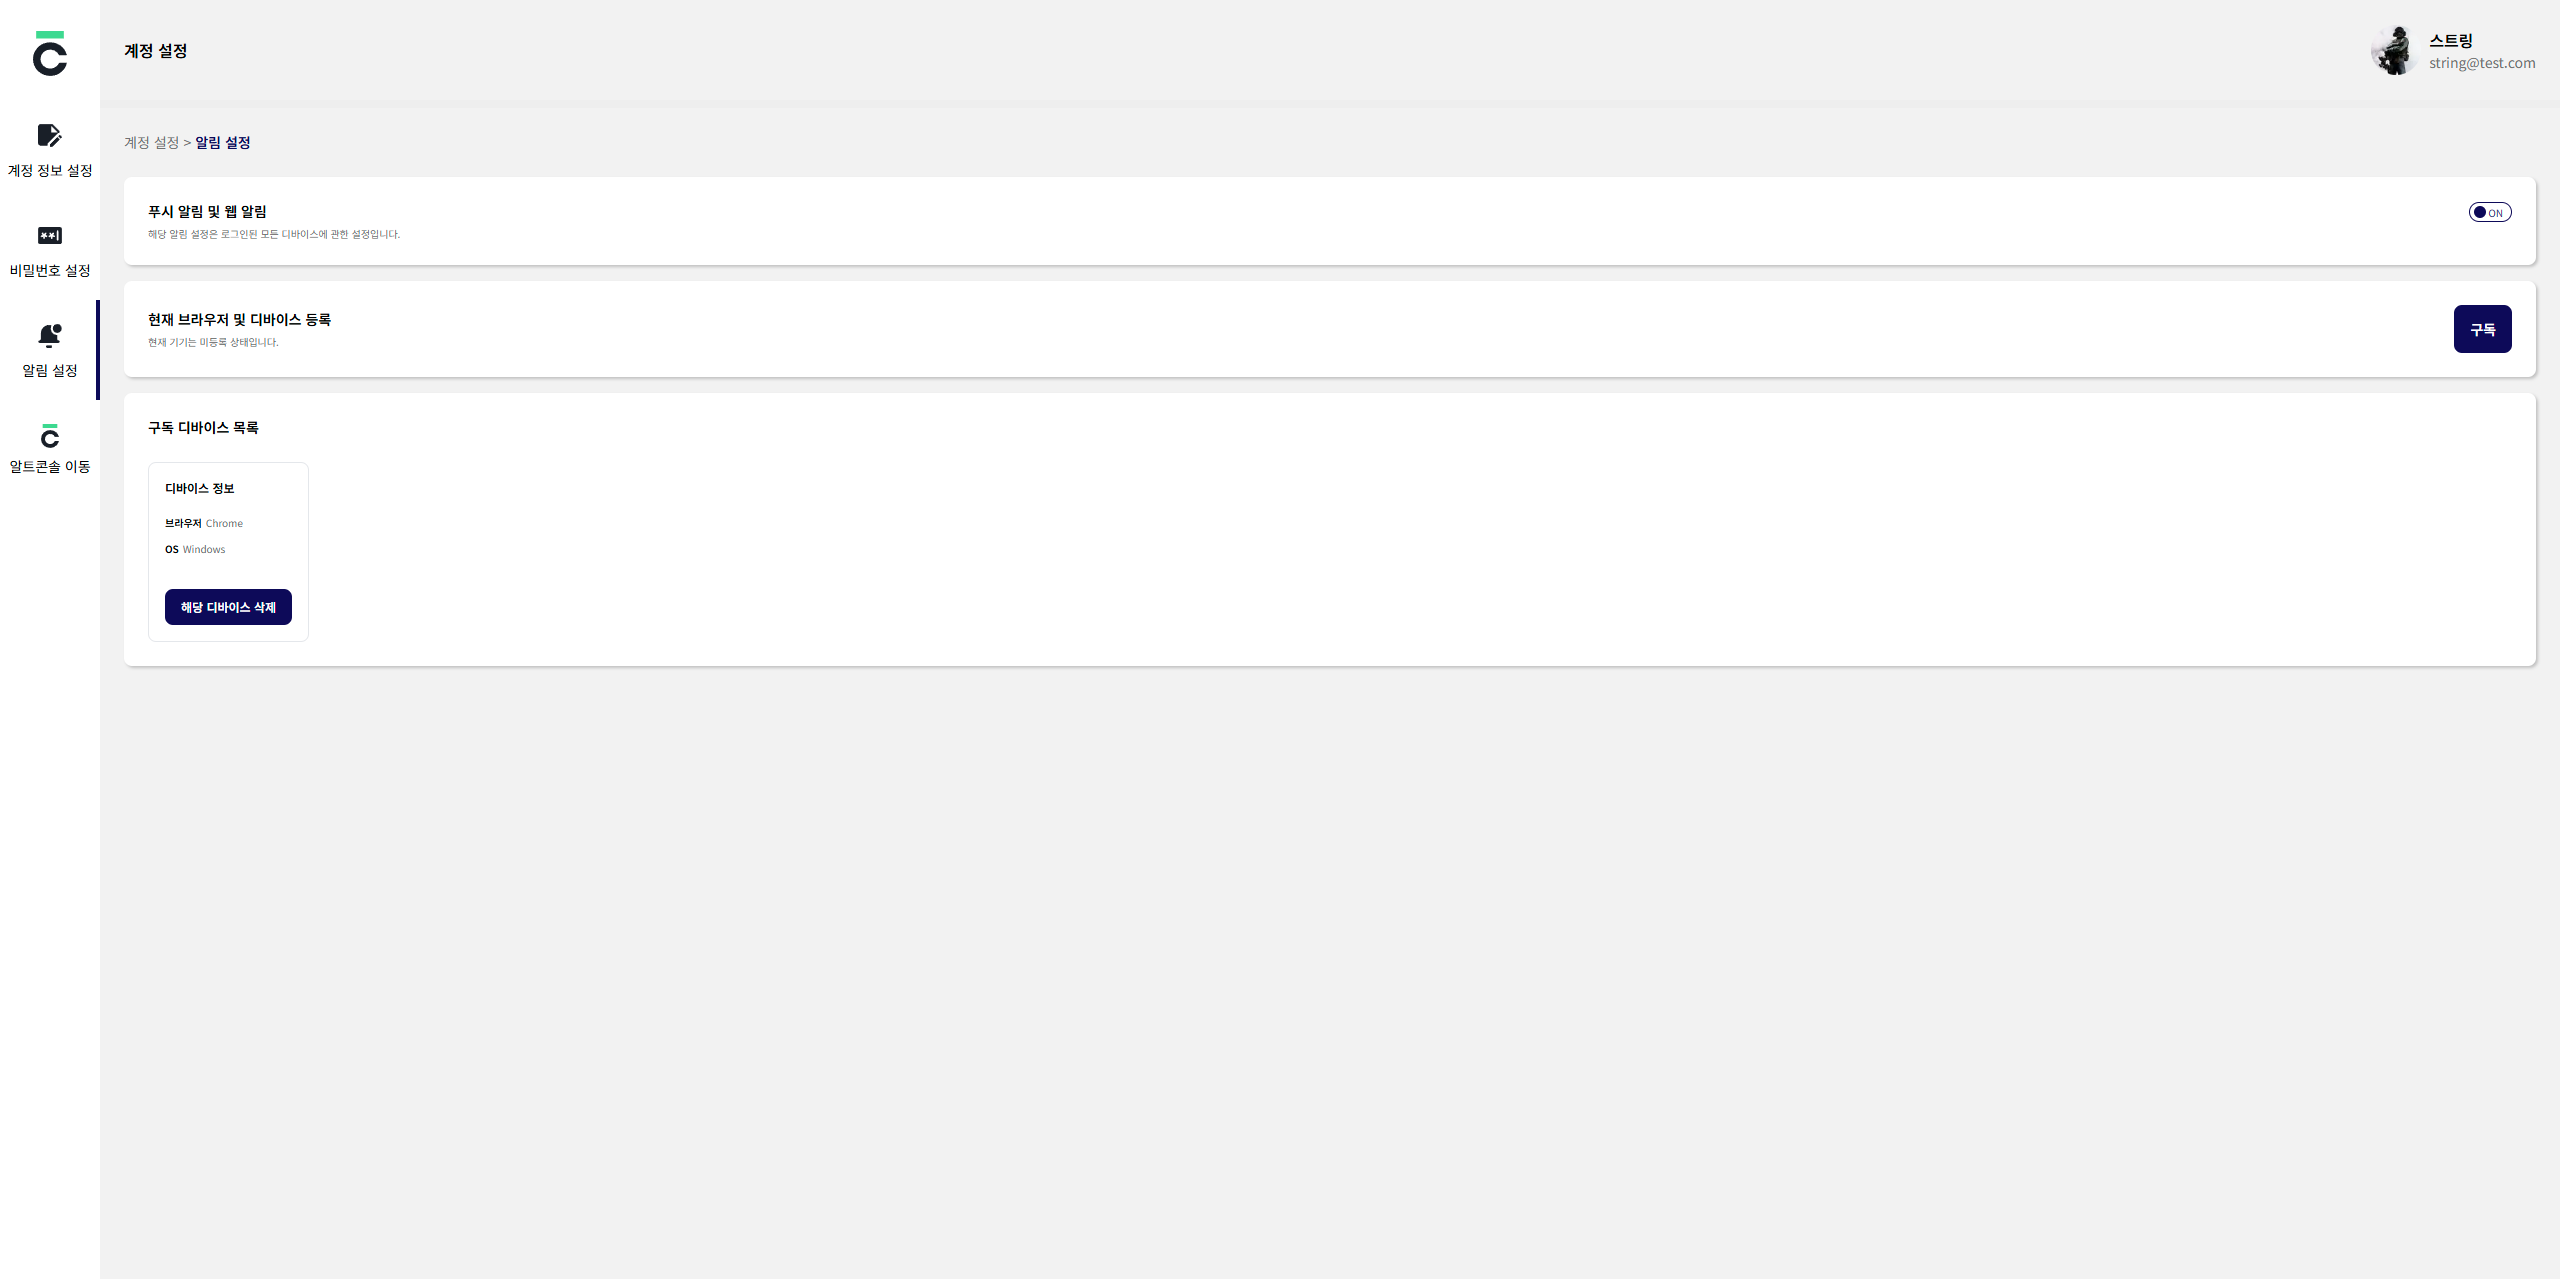 계정 설정
스트링
string@test.com
계정 정보 설정
비밀번호 설정
알림 설정
알트콘솔 이동
계정 설정 > 알림 설정
푸시 알림 및 웹 알림
해당 알림 설정은 로그인된 모든 디바이스에 관한 설정입니다.
ON
현재 브라우저 및 디바이스 등록
현재 기기는 미등록 상태입니다.
구독
구독 디바이스 목록
디바이스 정보
브라우저 Chrome
OS Windows
해당 디바이스 삭제